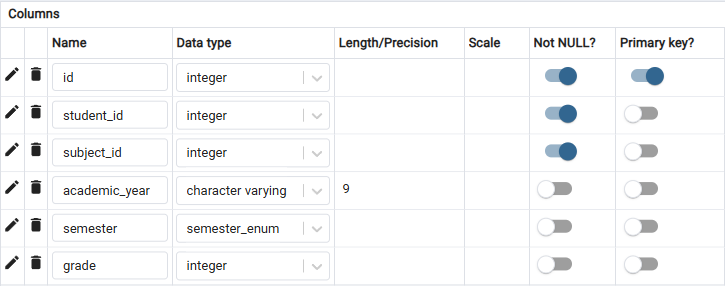 Columns
Name Data type Length/Precision Scale Not NULL? Primary key?
id integer
student_id integer
subject_id integer
academic_year character varying 9
semester semester_enum
grade integer